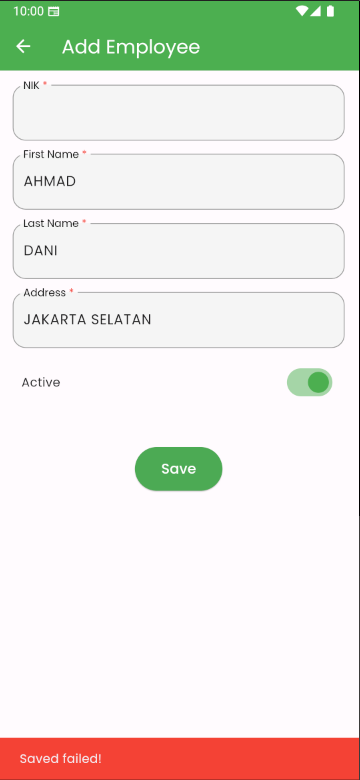 10:00
Add Employee
NIK *
First Name *
AHMAD
Last Name *
DANI
Address *
JAKARTA SELATAN
Active
Save
Saved failed!